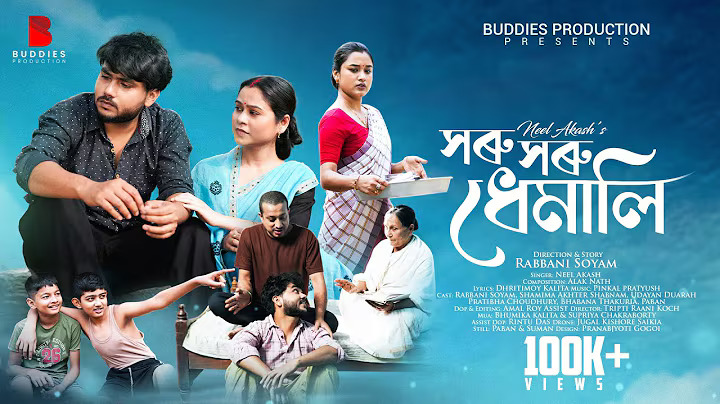 B
BUDDIES
PRODUCTION
BUDDIES PRODUCTION
PRESENTS
Neel Akash's
সৰু সৰু
ধেমালি
DIRECTION & STORY
RABBANI SOYAM
SINGER: NEEL AKASH
COMPOSITION: ALAK NATH
LYRICS: DHRITIMOY KALITA MUSIC: PINKAL PRATYUSH
CAST: RABBANI SOYAM, SHAMEMA AKHTER SHABNAM, UDAYAN DUARAH
PRATIBHA CHOUDHURY, BHABANA THAKURIA, PABAN
DOP & EDITING: AMAL ROY ASSIST DIRECTOR: TRIPTI RAANI KOCH
MUA: BHUMIKA KALITA & SUPRIYA CHAKRABORTY
ASSIST DOP: RINTU DAS DRONE: JUGAL KISHORE SAIKIA
STILL: PABAN & SUMAN DESIGN: PRANABJYOTI GOGOI
100K+
VIEWS
26